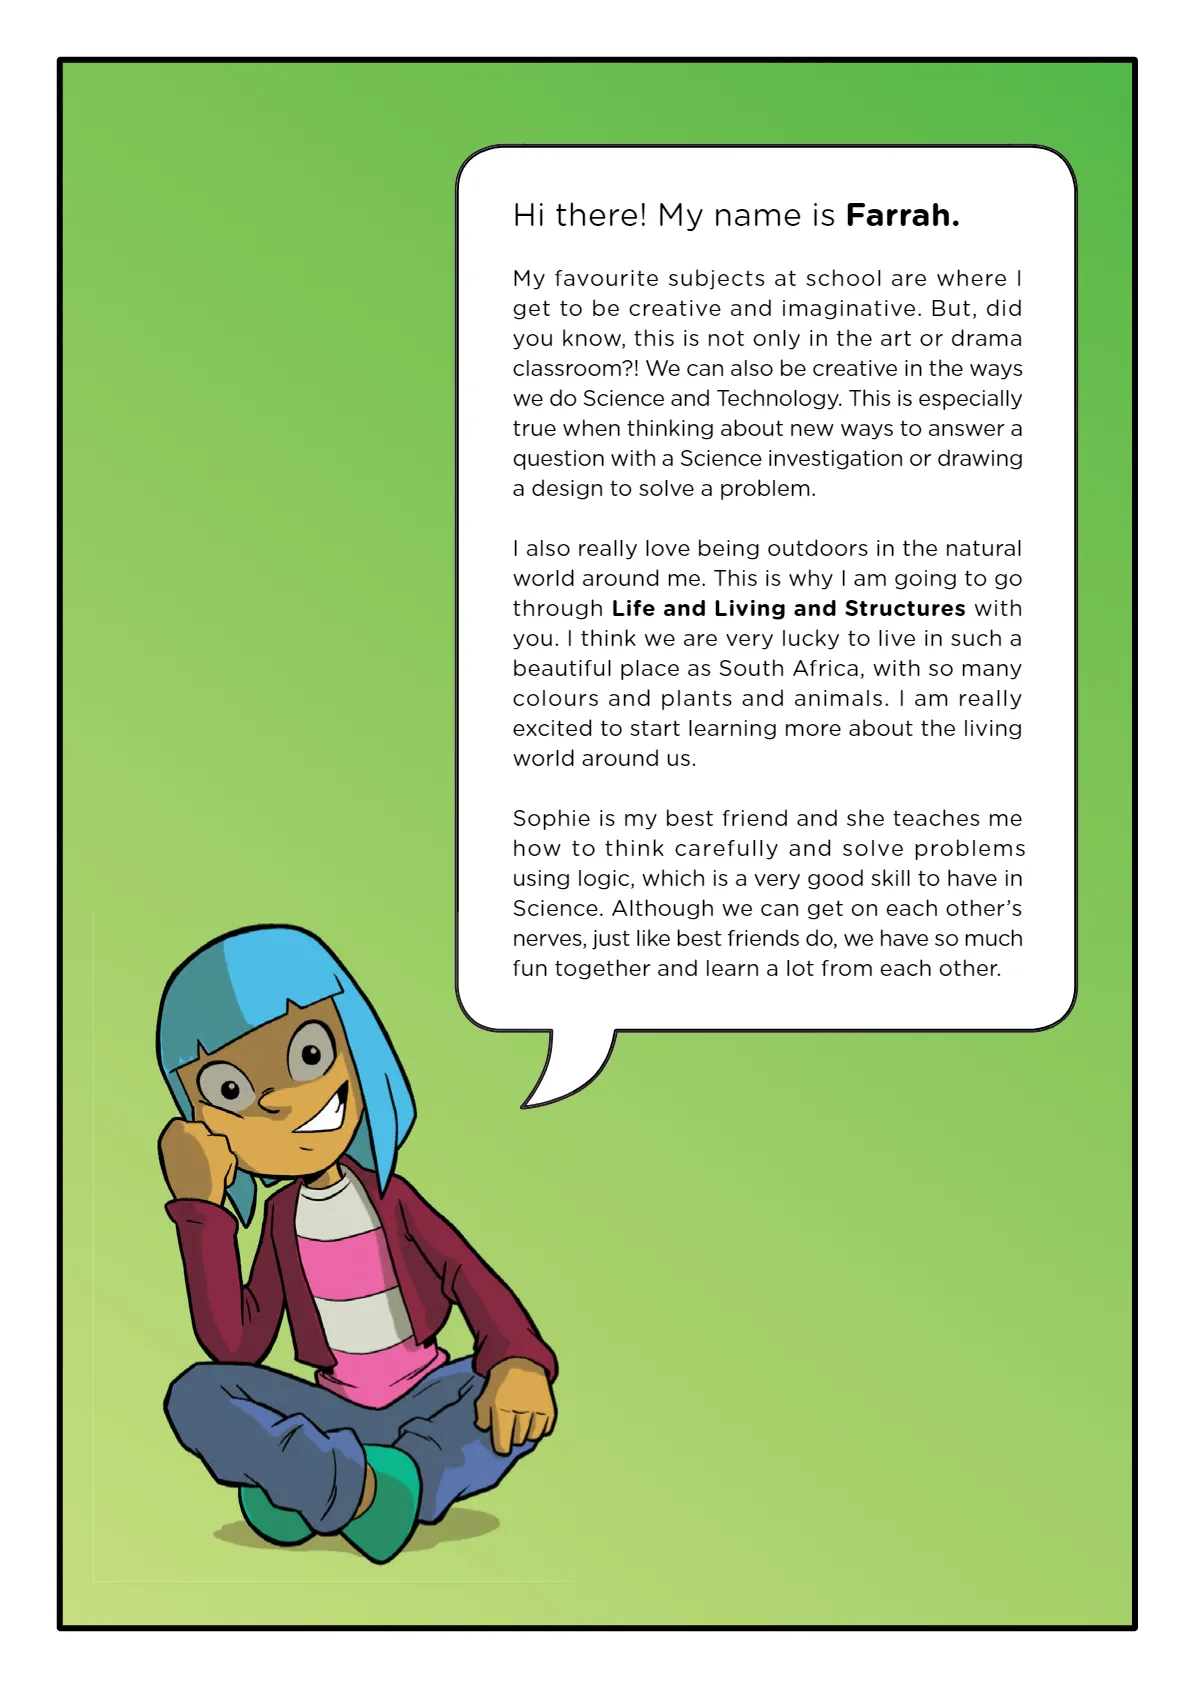 Hi there! My name is Farrah.
My favourite subjects at school are where I
get to be creative and imaginative. But, did
you know, this is not only in the art or drama
classroom?! We can also be creative in the ways
we do Science and Technology. This is especially
true when thinking about new ways to answer a
question with a Science investigation or drawing
a design to solve a problem.
I also really love being outdoors in the natural
world around me. This is why I am going to go
through Life and Living and Structures with
you. I think we are very lucky to live in such a
beautiful place as South Africa, with so many
colours and plants and animals. I am really
excited to start learning more about the living
world around us.
Sophie is my best friend and she teaches me
how to think carefully and solve problems
using logic, which is a very good skill to have in
Science. Although we can get on each other’s
nerves, just like best friends do, we have so much
fun together and learn a lot from each other.